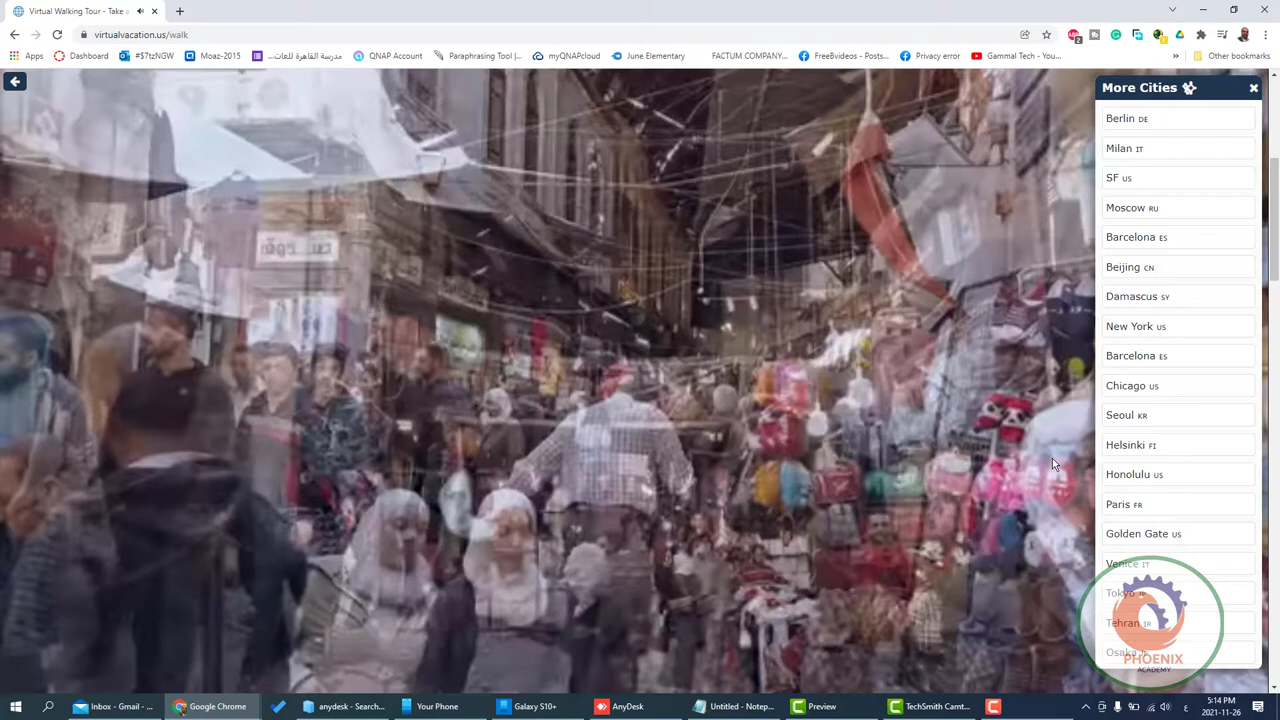 Virtual Walking Tour - Take a
virtualvacation.us/walk
Apps
Dashboard
#$7tzNGW
Moaz-2015
مدرسة القاهرة للغات...
QNAP Account
Paraphrasing Tool |...
myQNAPcloud
June Elementary
FACTUM COMPANY...
FreeBvideos - Posts...
Privacy error
Gammal Tech - You...
»
Other bookmarks
More Cities
Berlin DE
Milan IT
SF US
Moscow RU
Barcelona ES
Beijing CN
Damascus SY
New York US
Barcelona ES
Chicago US
Seoul KR
Helsinki FI
Honolulu US
Paris FR
Golden Gate US
Venice IT
Tokyo
Tehran IR
Osaka
PHOENIX
ACADEMY
Inbox - Gmail - ...
Google Chrome
anydesk - Search...
Your Phone
Galaxy S10+
AnyDesk
Untitled - Notep...
Preview
TechSmith Camt...
ع
5:14 PM
2021-11-26